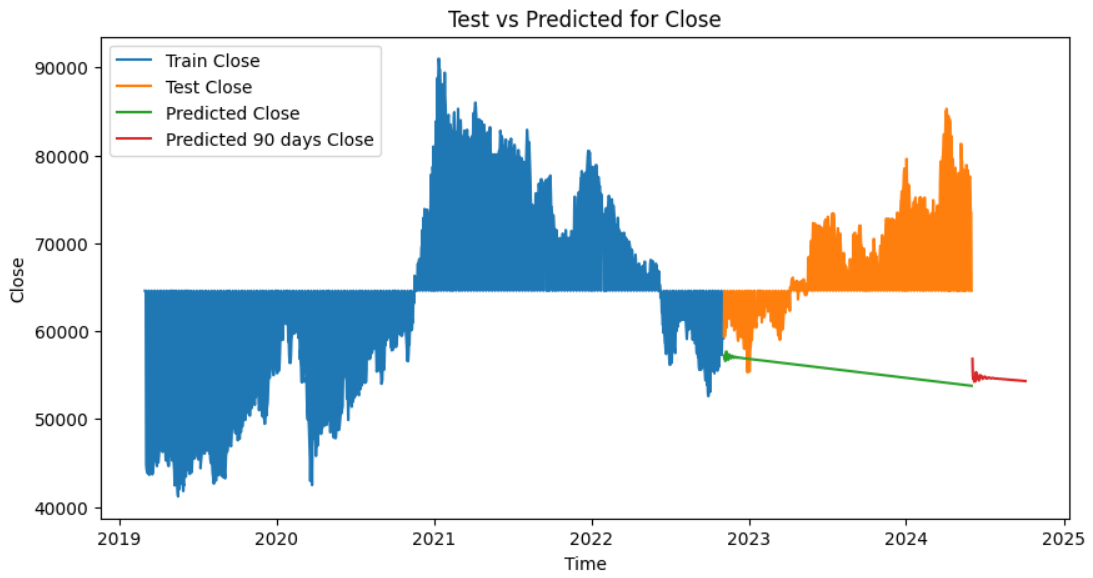 Test vs Predicted for Close
Train Close
Test Close
Predicted Close
Predicted 90 days Close
90000
80000
70000
60000
50000
40000
Close
2019 2020 2021 2022 2023 2024 2025
Time